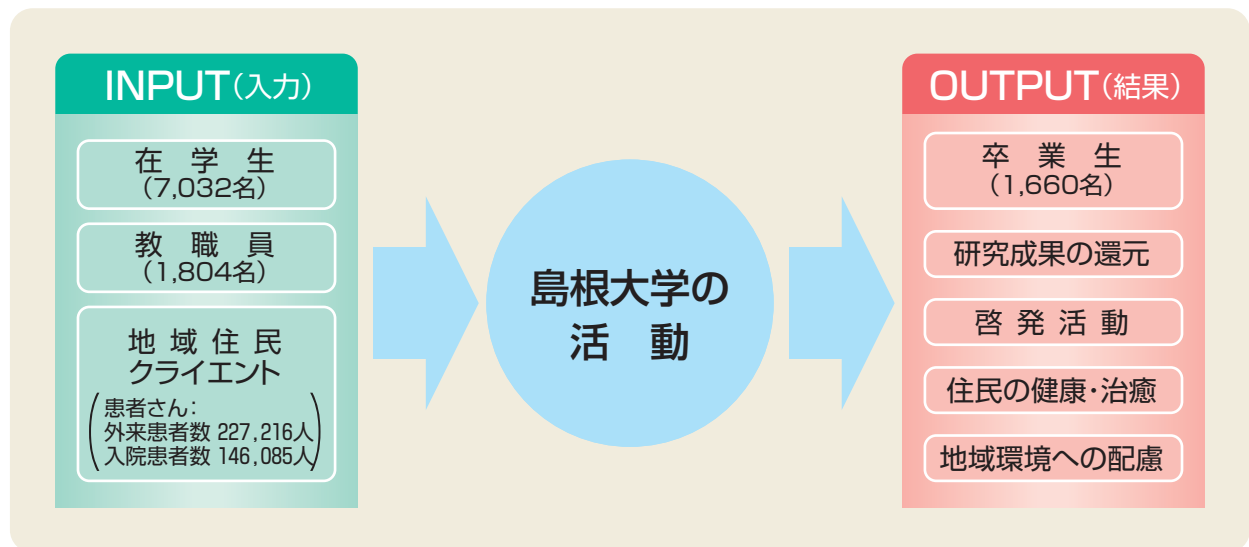 INPUT(入力)
在 学 生
(7,032名)
教 職 員
(1,804名)
地 域 住 民
クライエント
患者さん:
外来患者数 227,216人
入院患者数 146,085人
島根大学の
活 動
OUTPUT(結果)
卒 業 生
(1,660名)
研究成果の還元
啓 発 活 動
住民の健康・治癒
地域環境への配慮